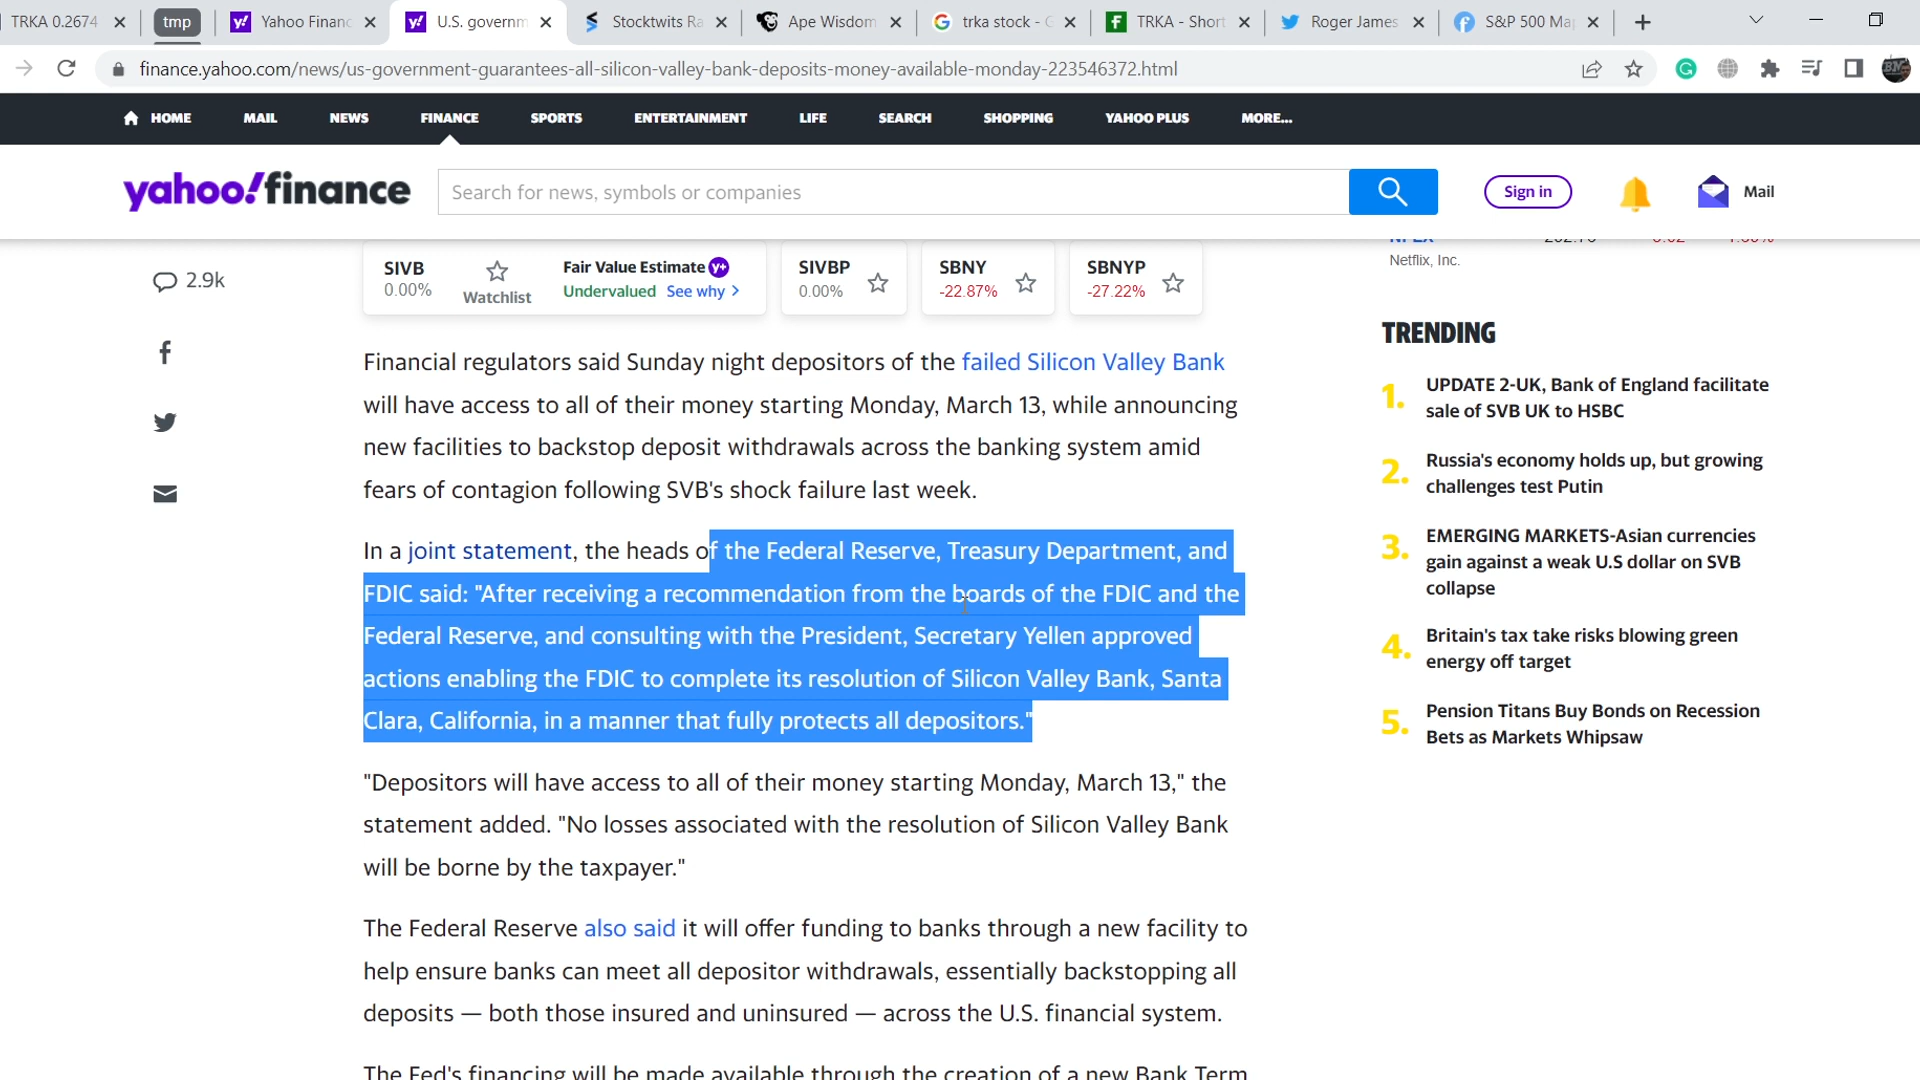 TRKA 0.2674
tmp
Yahoo Financ
U.S. governm
Stocktwits Ra
Ape Wisdom
trka stock - G
TRKA - Short
Roger James
S&P 500 Ma
finance.yahoo.com/news/us-government-guarantees-all-silicon-valley-bank-deposits-money-available-monday-223546372.html
HOME MAIL NEWS FINANCE SPORTS ENTERTAINMENT LIFE SEARCH SHOPPING YAHOO PLUS MORE...
yahoo!finance
Search for news, symbols or companies
Sign in
Mail
2.9k
SIVB
0.00%
Watchlist
Fair Value Estimate Y+
Undervalued See why >
SIVBP
0.00%
SBNY
-22.87%
SBNYP
-27.22%
Netflix, Inc.
Financial regulators said Sunday night depositors of the failed Silicon Valley Bank
will have access to all of their money starting Monday, March 13, while announcing
new facilities to backstop deposit withdrawals across the banking system amid
fears of contagion following SVB's shock failure last week.
In a joint statement, the heads of the Federal Reserve, Treasury Department, and
FDIC said: "After receiving a recommendation from the boards of the FDIC and the
Federal Reserve, and consulting with the President, Secretary Yellen approved
actions enabling the FDIC to complete its resolution of Silicon Valley Bank, Santa
Clara, California, in a manner that fully protects all depositors."
"Depositors will have access to all of their money starting Monday, March 13," the
statement added. "No losses associated with the resolution of Silicon Valley Bank
will be borne by the taxpayer."
The Federal Reserve also said it will offer funding to banks through a new facility to
help ensure banks can meet all depositor withdrawals, essentially backstopping all
deposits — both those insured and uninsured — across the U.S. financial system.
The Fed's financing will be made available through the creation of a new Bank Term
TRENDING
1. UPDATE 2-UK, Bank of England facilitate
sale of SVB UK to HSBC
2. Russia's economy holds up, but growing
challenges test Putin
3. EMERGING MARKETS-Asian currencies
gain against a weak U.S dollar on SVB
collapse
4. Britain's tax take risks blowing green
energy off target
5. Pension Titans Buy Bonds on Recession
Bets as Markets Whipsaw